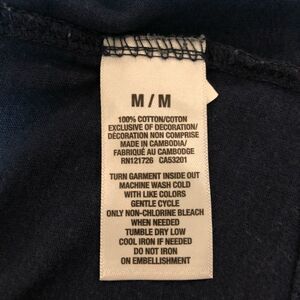 M / M
100% COTTON/COTON
EXCLUSIVE OF DECORATION/
DÉCORATION NON COMPRISE
MADE IN CAMBODIA/
FABRIQUÉ AU CAMBODGE
RN121726 CA53201
TURN GARMENT INSIDE OUT
MACHINE WASH COLD
WITH LIKE COLORS
GENTLE CYCLE
ONLY NON-CHLORINE BLEACH
WHEN NEEDED
TUMBLE DRY LOW
COOL IRON IF NEEDED
DO NOT IRON
ON EMBELLISHMENT